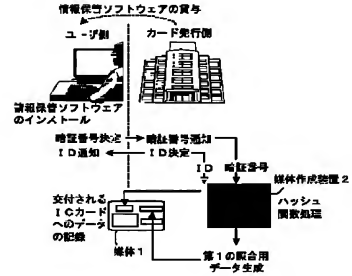 情報保管ソフトウェアの貸与
ユーザ側
カード発行側
情報保管ソフトウェア
のインストール
暗証番号決定
暗証番号通知
ID通知
ID決定
ID
暗証番号
媒体作成装置2
ハッシュ
関数処理
交付される
ICカード
へのデータ
の記録
媒体1
第1の照合用
データ生成